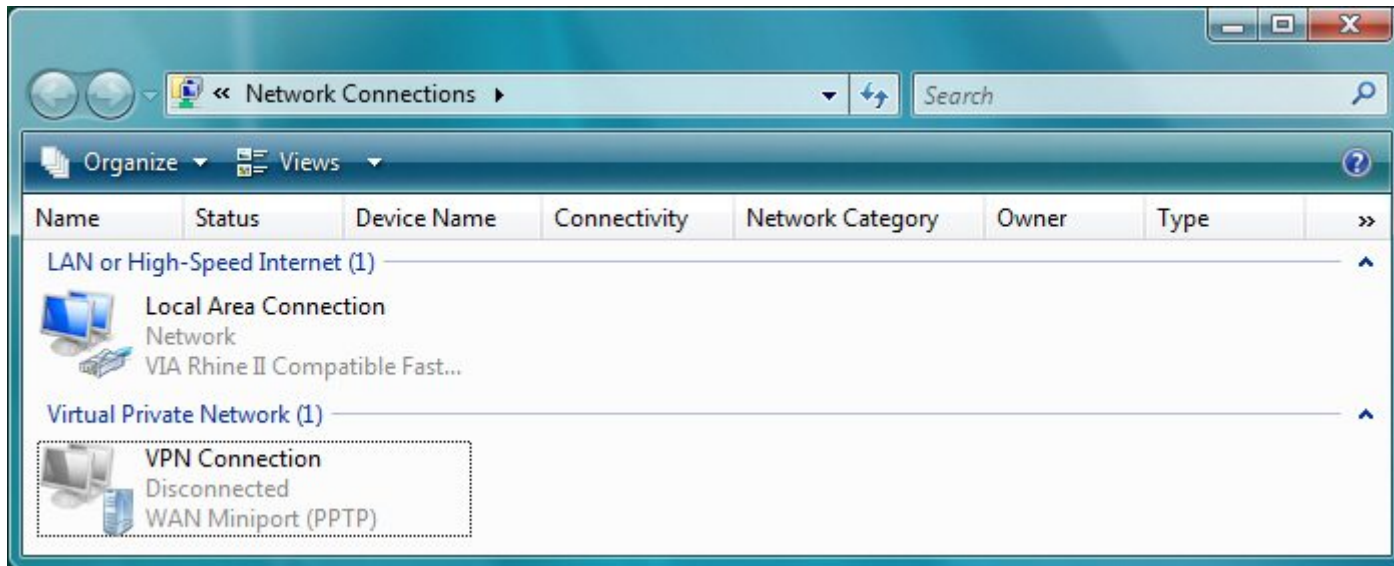 « Network Connections
Search
Organize Views
Name Status Device Name Connectivity Network Category Owner Type »
LAN or High-Speed Internet (1)
Local Area Connection
Network
VIA Rhine II Compatible Fast...
Virtual Private Network (1)
VPN Connection
Disconnected
WAN Miniport (PPTP)